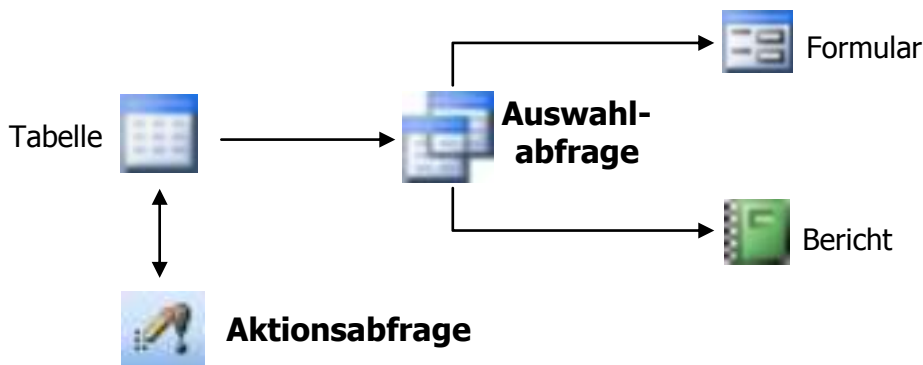 Formular
Tabelle
Auswahl-
abfrage
Bericht
Aktionsabfrage